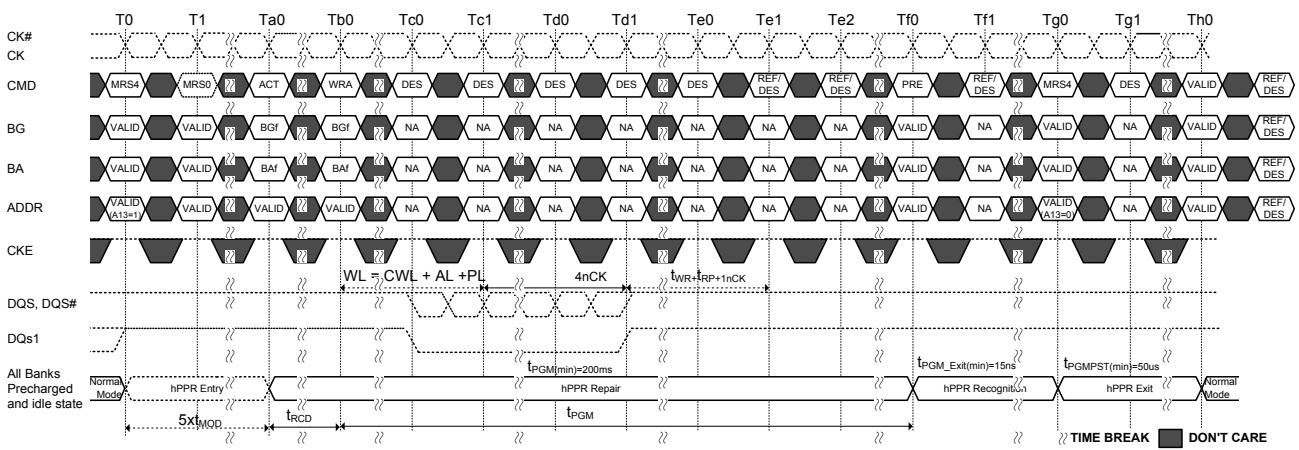 T0 T1 Ta0 Tb0 Tc0 Tc1 Td0 Td1 Te0 Te1 Te2 Tf0 Tf1 Tg0 Tg1 Th0
CK#
CK
CMD MRS4 MRS0 ACT WRA DES DES DES DES DES REF/DES REF/DES PRE REF/DES MRS4 DES VALID REF/DES
BG VALID VALID BGf BGf NA NA NA NA NA NA NA VALID NA VALID NA VALID REF/DES
BA VALID VALID BAf BAf NA NA NA NA NA NA NA VALID NA VALID NA VALID REF/DES
ADDR VALID (A13=1) VALID VALID VALID NA NA NA NA NA NA NA VALID NA VALID (A13=0) NA VALID REF/DES
CKE
WL = CWL + AL +PL 4nCK tWR+tRP+1nCK
DQS, DQS#
DQs1
tPGM(min)=200ms tPGM_Exit(min)=15ns tPGMPST(min)=50us
All Banks
Precharged
and idle state
Normal Mode hPPR Entry hPPR Repair hPPR Recognition hPPR Exit Normal Mode
5xtMOD tRCD tPGM
TIME BREAK DON'T CARE